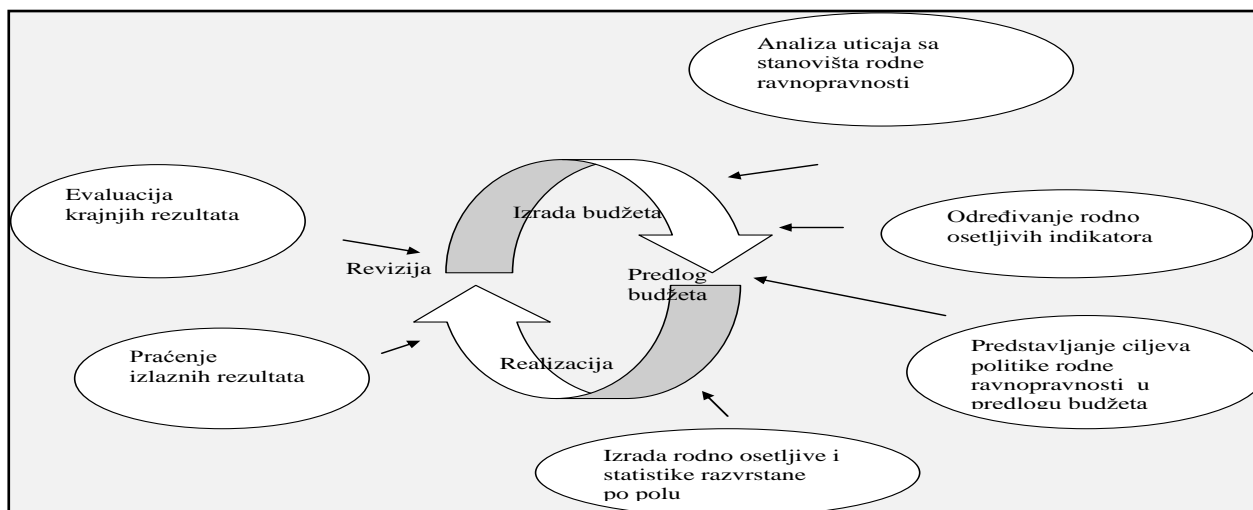 Analiza uticaja sa
stanovišta rodne
ravnopravnosti
Evaluacija
krajnjih rezultata
Izrada budžeta
Određivanje rodno
osetljivih indikatora
Revizija
Predlog
budžeta
Praćenje
izlaznih rezultata
Realizacija
Predstavljanje ciljeva
politike rodne
ravnopravnosti u
predlogu budžeta
Izrada rodno osetljive i
statistike razvrstane
po polu